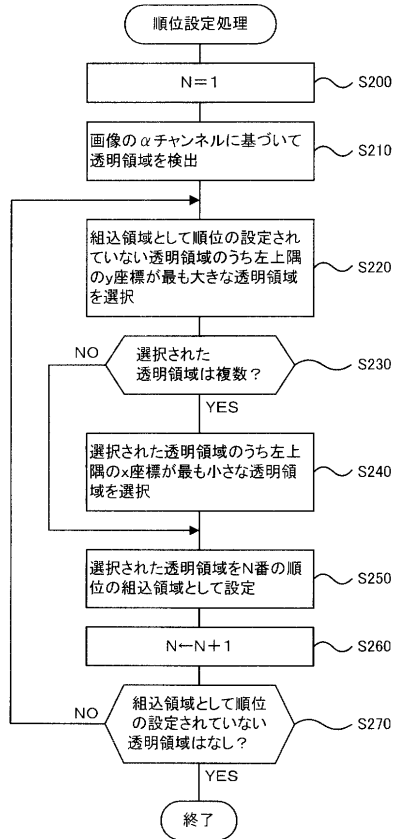 順位設定処理
N=1
S200
画像のαチャンネルに基づいて
透明領域を検出
S210
組込領域として順位の設定され
ていない透明領域のうち左上隅
のy座標が最も大きな透明領域
を選択
S220
NO
選択された
透明領域は複数?
S230
YES
選択された透明領域のうち左上
隅のx座標が最も小さな透明領
域を選択
S240
選択された透明領域をN番の順
位の組込領域として設定
S250
N←N+1
S260
NO
組込領域として順位
の設定されていない
透明領域はなし?
S270
YES
終了